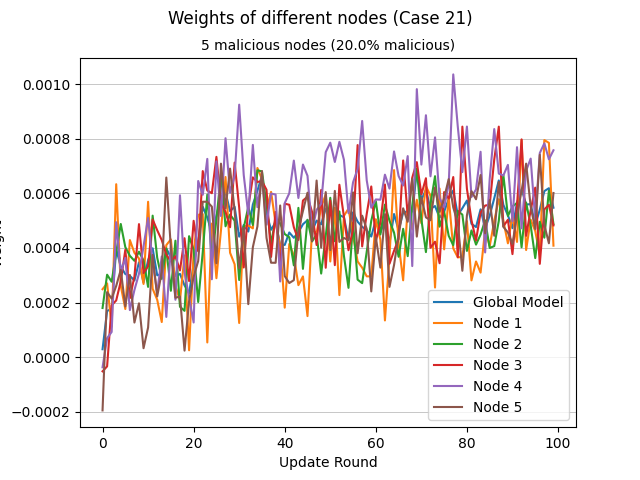 Weights of different nodes (Case 21)
5 malicious nodes (20.0% malicious)
0.0010
0.0008
0.0006
0.0004
0.0002
0.0000
−0.0002
0
20
40
60
80
100
Update Round
Global Model
Node 1
Node 2
Node 3
Node 4
Node 5